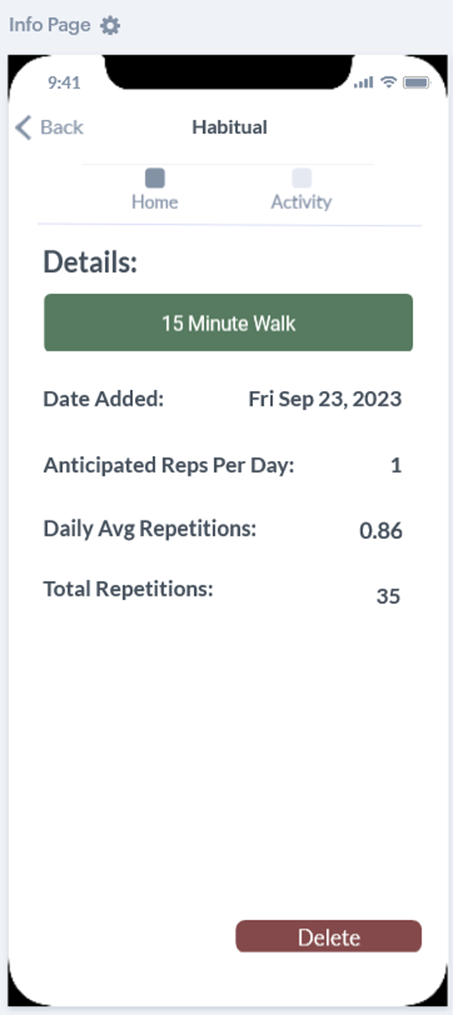 Info Page
9:41
Back Habitual
Home Activity
Details:
15 Minute Walk
Date Added: Fri Sep 23, 2023
Anticipated Reps Per Day: 1
Daily Avg Repetitions: 0.86
Total Repetitions: 35
Delete